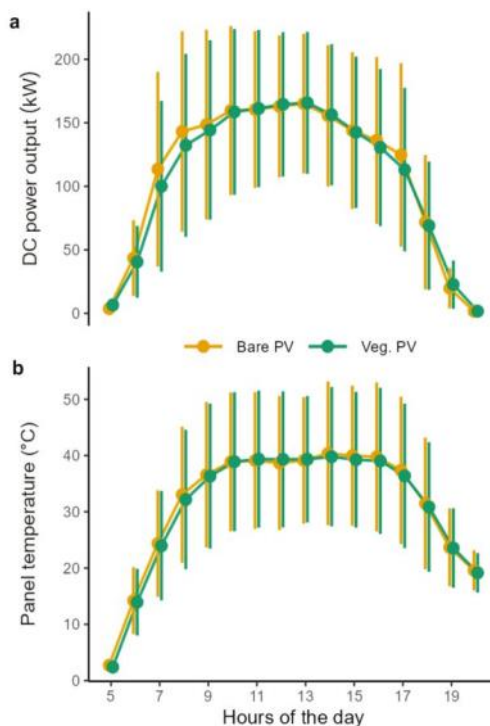 a
DC power output (kW)
200
150
100
50
0
Bare PV
Veg. PV
b
Panel temperature (°C)
50
40
30
20
10
0
5 7 9 11 13 15 17 19
Hours of the day